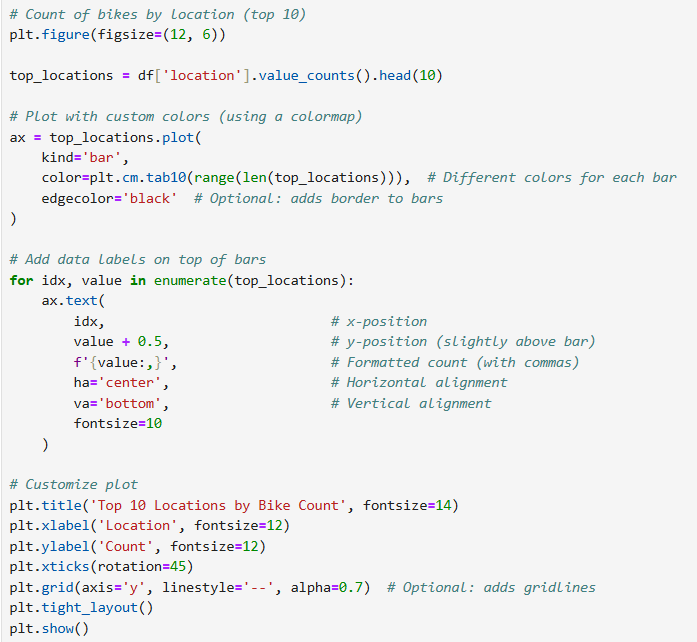 # Count of bikes by location (top 10)
plt.figure(figsize=(12, 6))

top_locations = df['location'].value_counts().head(10)

# Plot with custom colors (using a colormap)
ax = top_locations.plot(
    kind='bar',
    color=plt.cm.tab10(range(len(top_locations))),  # Different colors for each bar
    edgecolor='black'  # Optional: adds border to bars
)

# Add data labels on top of bars
for idx, value in enumerate(top_locations):
    ax.text(
        idx,                            # x-position
        value + 0.5,                    # y-position (slightly above bar)
        f'{value:,}',                   # Formatted count (with commas)
        ha='center',                    # Horizontal alignment
        va='bottom',                    # Vertical alignment
        fontsize=10
    )

# Customize plot
plt.title('Top 10 Locations by Bike Count', fontsize=14)
plt.xlabel('Location', fontsize=12)
plt.ylabel('Count', fontsize=12)
plt.xticks(rotation=45)
plt.grid(axis='y', linestyle='--', alpha=0.7)  # Optional: adds gridlines
plt.tight_layout()
plt.show()